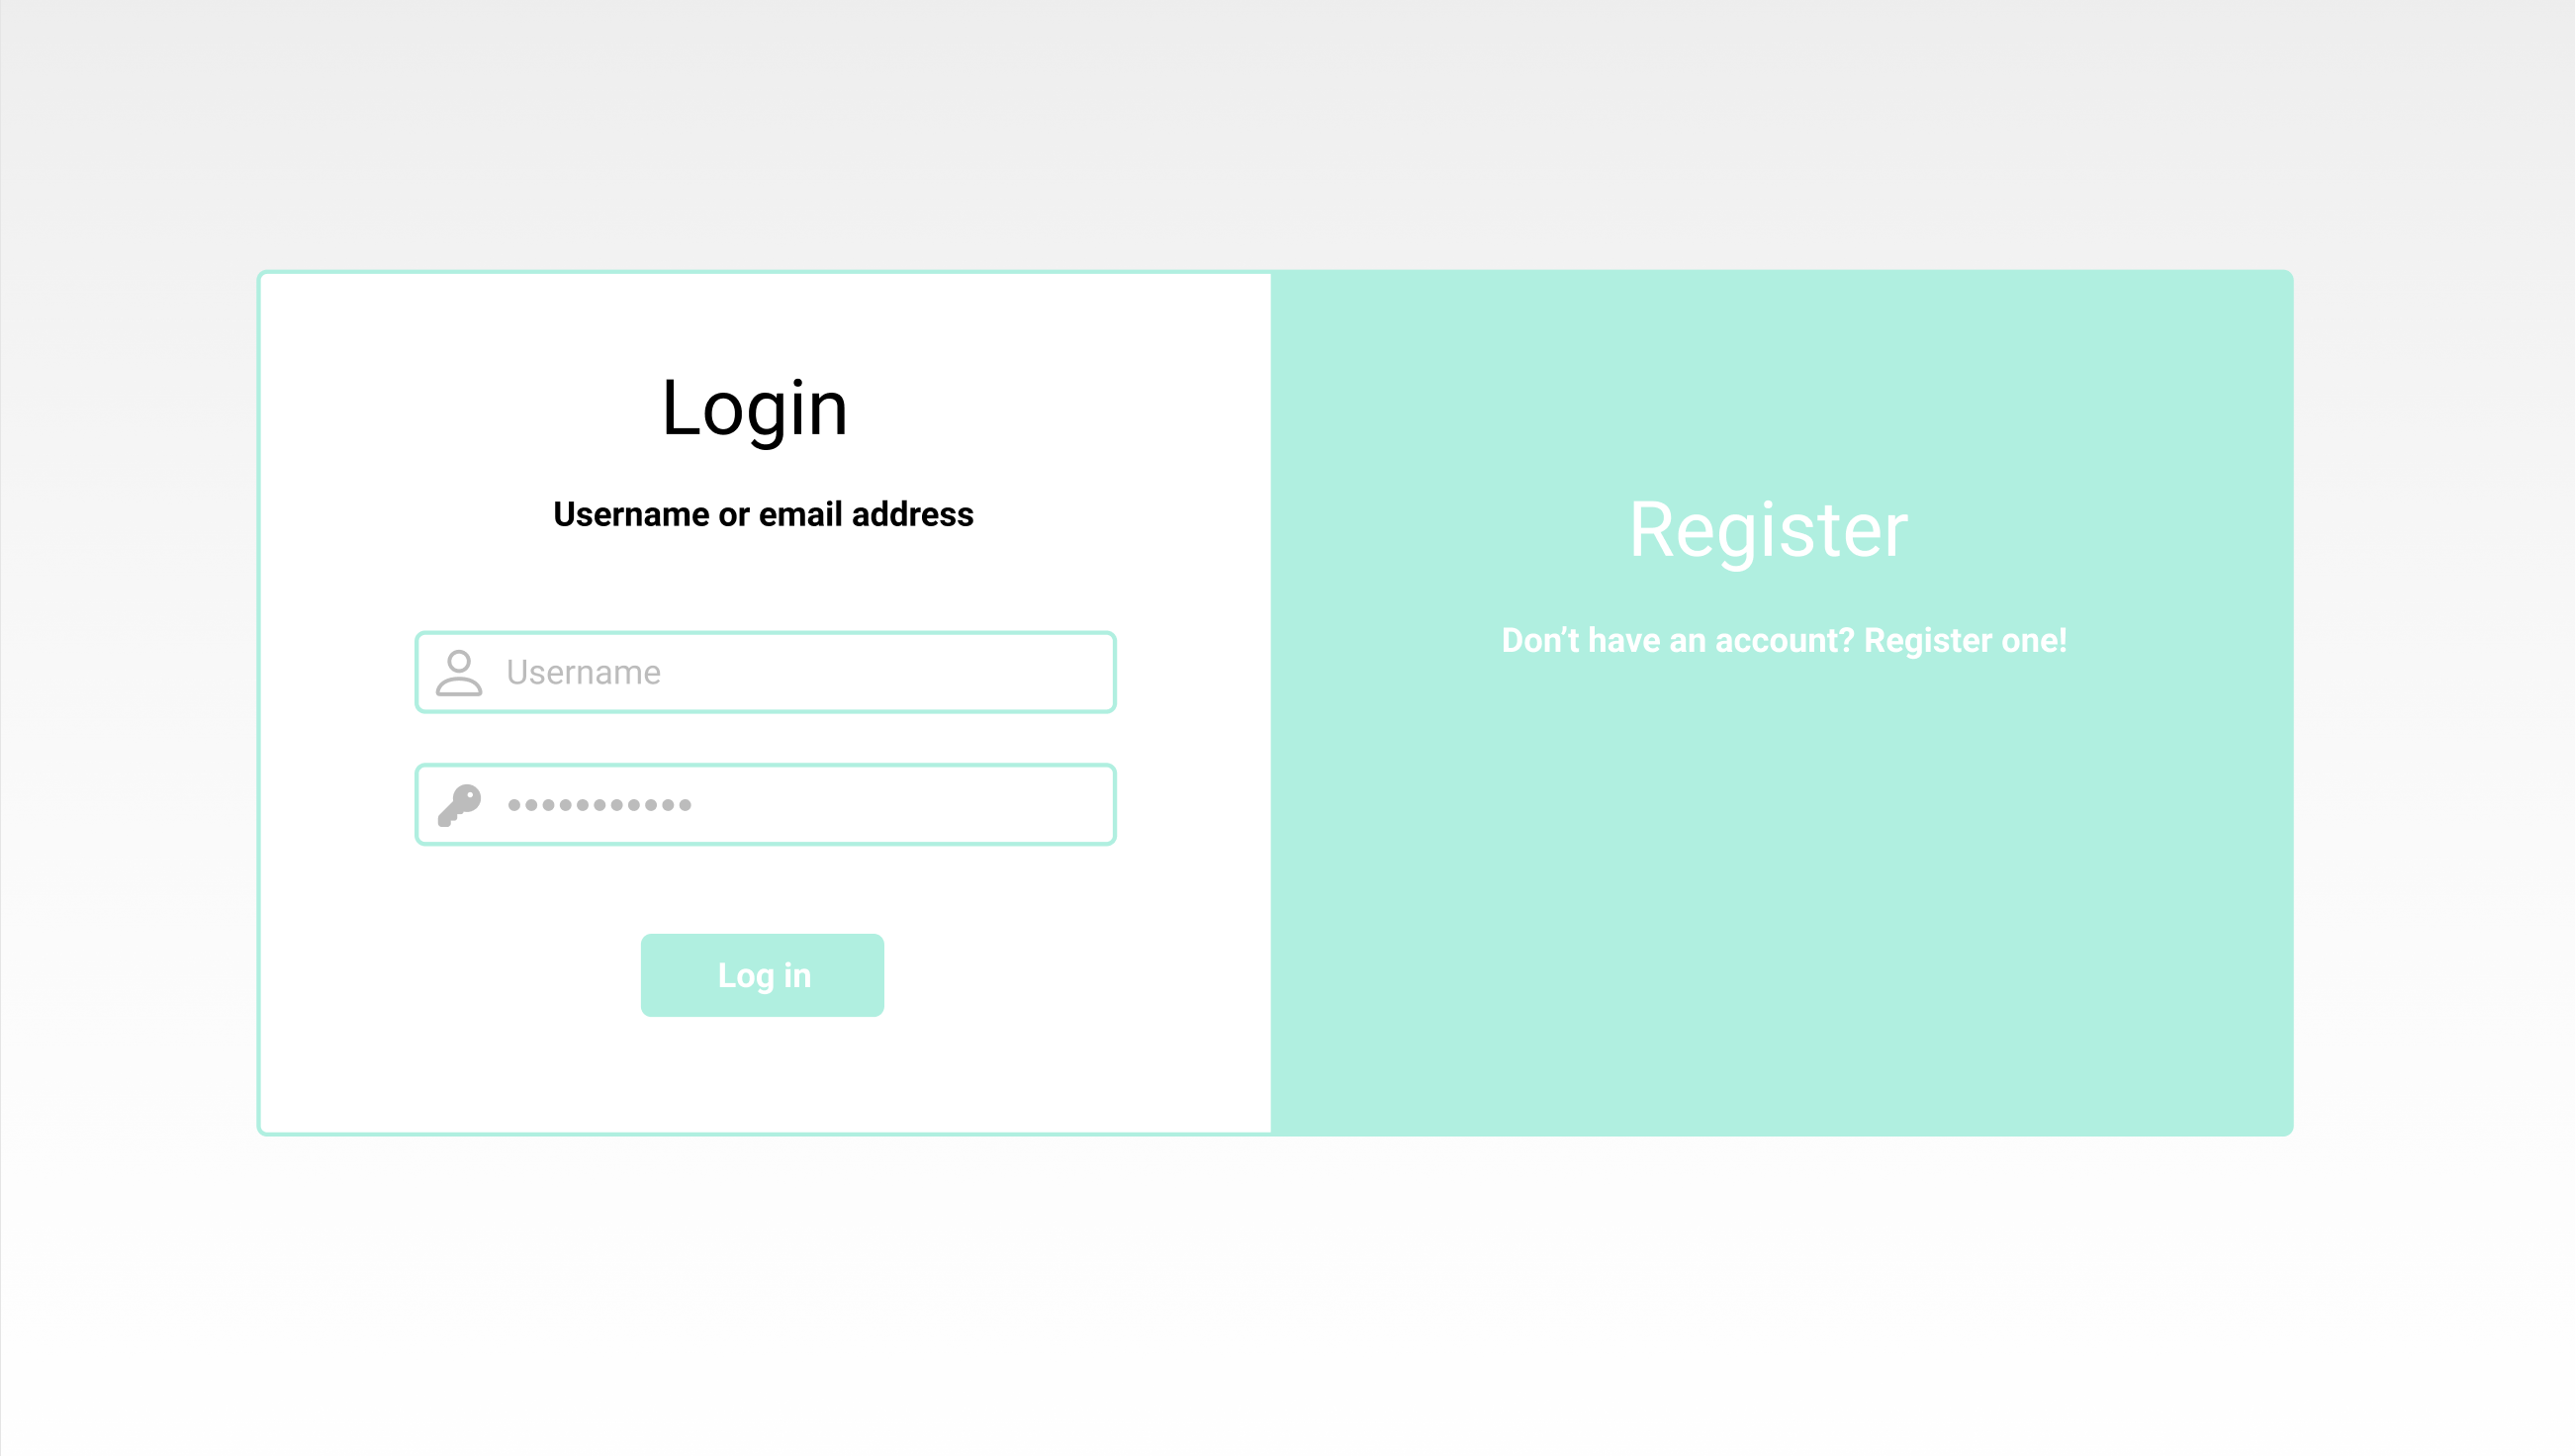 Login
Username or email address
Username
•••••••••••
Log in
Register
Don’t have an account? Register one!